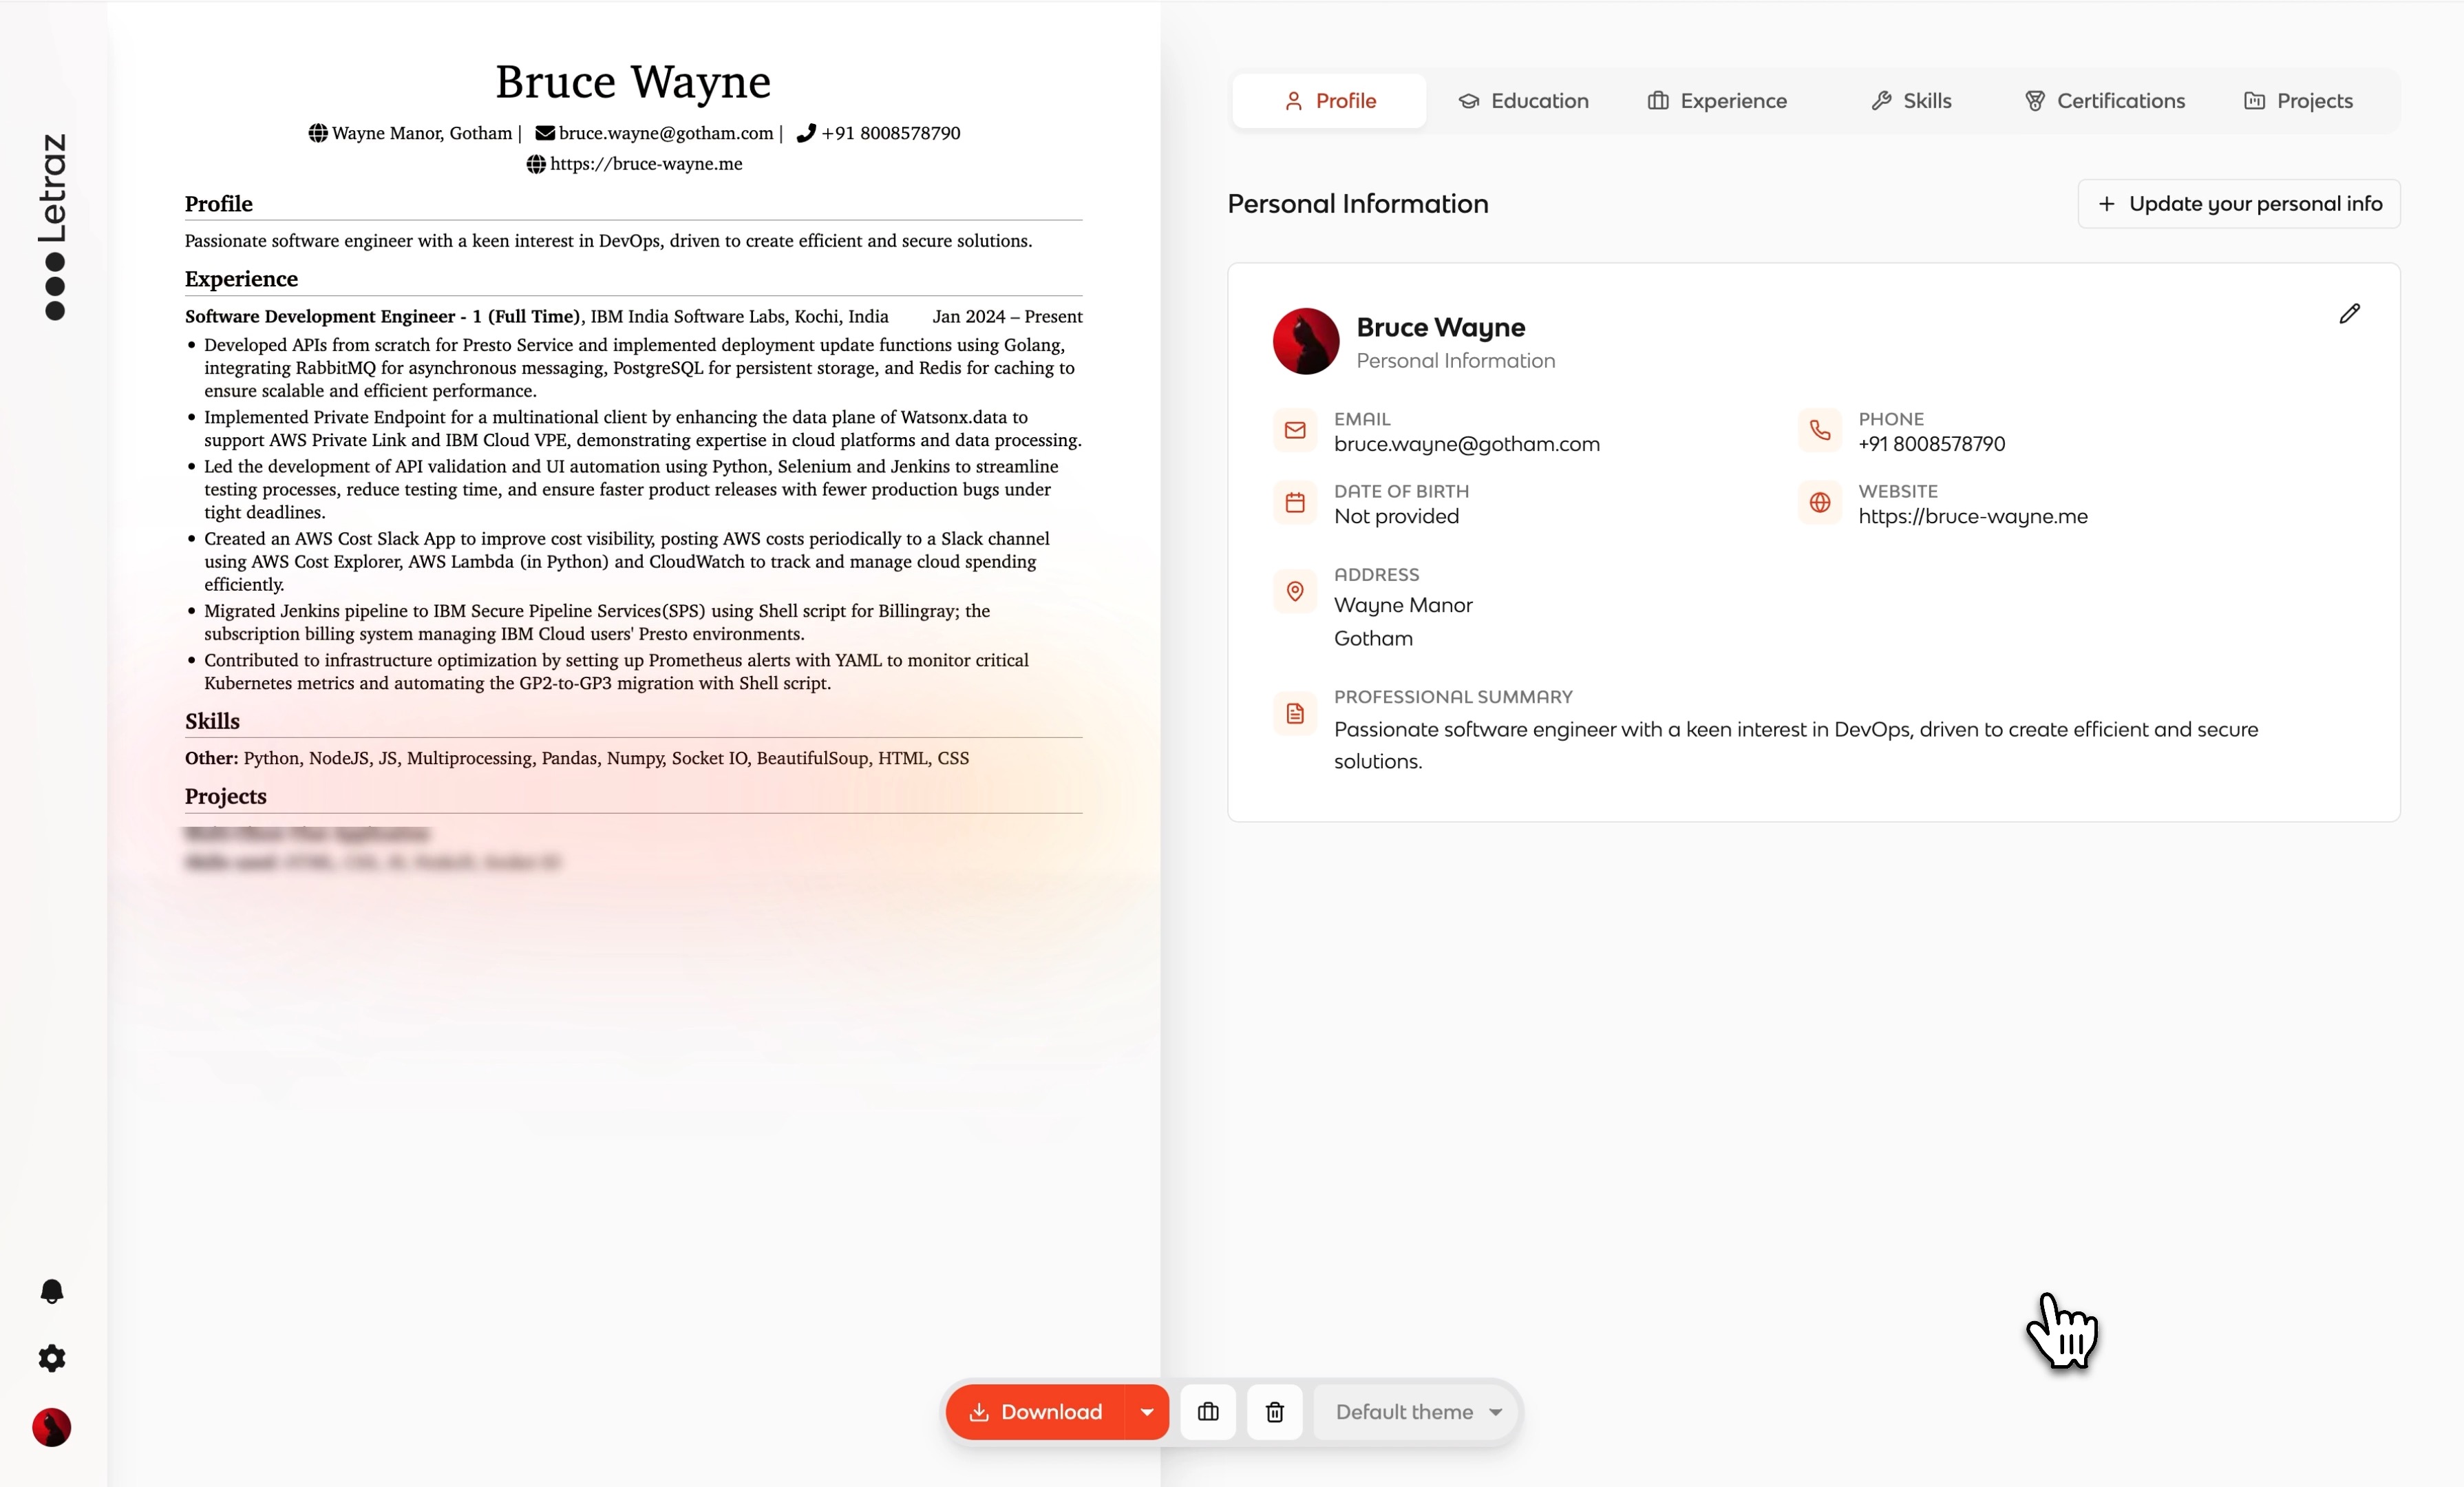 Letraz
Bruce Wayne
Wayne Manor, Gotham | bruce.wayne@gotham.com | +91 8008578790
https://bruce-wayne.me
Profile
Passionate software engineer with a keen interest in DevOps, driven to create efficient and secure solutions.
Experience
Software Development Engineer - 1 (Full Time), IBM India Software Labs, Kochi, India Jan 2024 – Present
• Developed APIs from scratch for Presto Service and implemented deployment update functions using Golang,
integrating RabbitMQ for asynchronous messaging, PostgreSQL for persistent storage, and Redis for caching to
ensure scalable and efficient performance.
• Implemented Private Endpoint for a multinational client by enhancing the data plane of Watsonx.data to
support AWS Private Link and IBM Cloud VPE, demonstrating expertise in cloud platforms and data processing.
• Led the development of API validation and UI automation using Python, Selenium and Jenkins to streamline
testing processes, reduce testing time, and ensure faster product releases with fewer production bugs under
tight deadlines.
• Created an AWS Cost Slack App to improve cost visibility, posting AWS costs periodically to a Slack channel
using AWS Cost Explorer, AWS Lambda (in Python) and CloudWatch to track and manage cloud spending
efficiently.
• Migrated Jenkins pipeline to IBM Secure Pipeline Services(SPS) using Shell script for Billingray; the
subscription billing system managing IBM Cloud users' Presto environments.
• Contributed to infrastructure optimization by setting up Prometheus alerts with YAML to monitor critical
Kubernetes metrics and automating the GP2-to-GP3 migration with Shell script.
Skills
Other: Python, NodeJS, JS, Multiprocessing, Pandas, Numpy, Socket IO, BeautifulSoup, HTML, CSS
Projects
Profile Education Experience Skills Certifications Projects
Personal Information
+ Update your personal info
Bruce Wayne
Personal Information
EMAIL
bruce.wayne@gotham.com
PHONE
+91 8008578790
DATE OF BIRTH
Not provided
WEBSITE
https://bruce-wayne.me
ADDRESS
Wayne Manor
Gotham
PROFESSIONAL SUMMARY
Passionate software engineer with a keen interest in DevOps, driven to create efficient and secure
solutions.
Download
Default theme